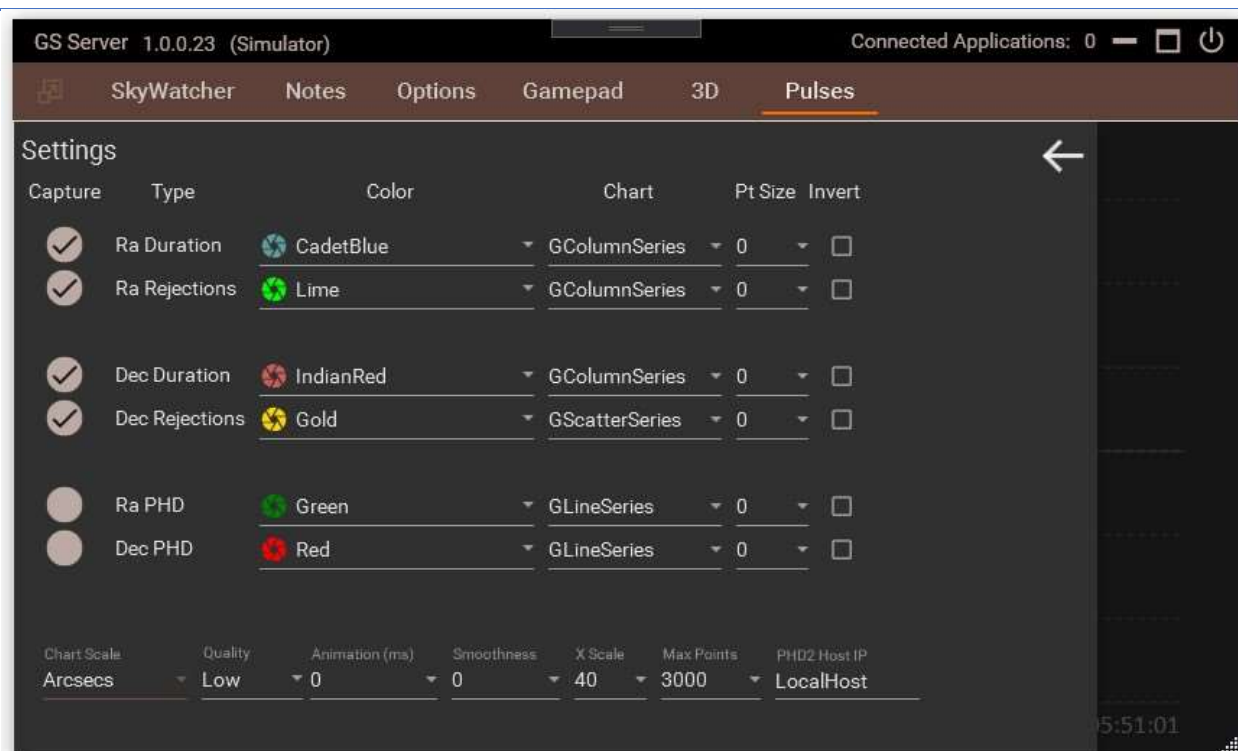 GS Server 1.0.0.23 (Simulator) Connected Applications: 0
SkyWatcher Notes Options Gamepad 3D Pulses
Settings
Capture Type Color Chart Pt Size Invert
Ra Duration CadetBlue GColumnSeries 0
Ra Rejections Lime GColumnSeries 0
Dec Duration IndianRed GColumnSeries 0
Dec Rejections Gold GScatterSeries 0
Ra PHD Green GLineSeries 0
Dec PHD Red GLineSeries 0
Chart Scale Quality Animation (ms) Smoothness X Scale Max Points PHD2 Host IP
Arcsecs Low 0 0 40 3000 LocalHost
5:51:01